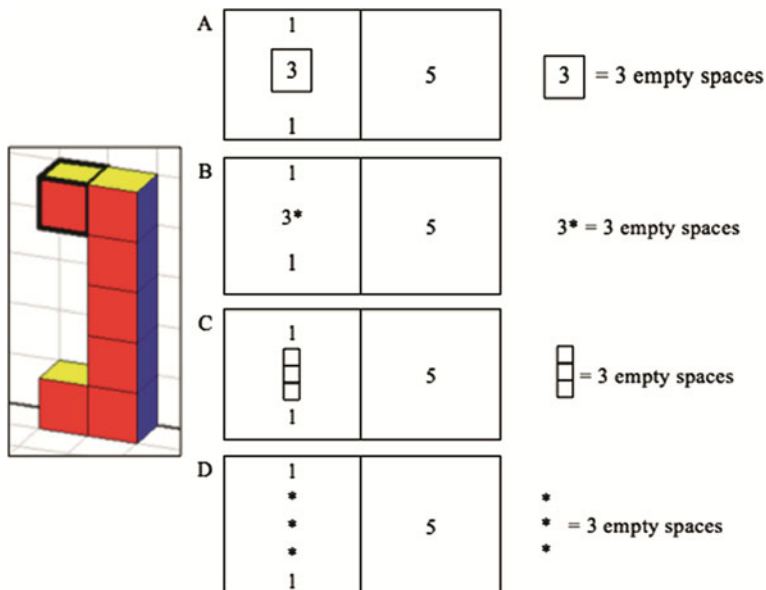 A
1
3
1
5
3 = 3 empty spaces
B
1
3*
1
5
3* = 3 empty spaces
C
1
1
5
= 3 empty spaces
D
1
*
*
*
1
5
*
* = 3 empty spaces
*